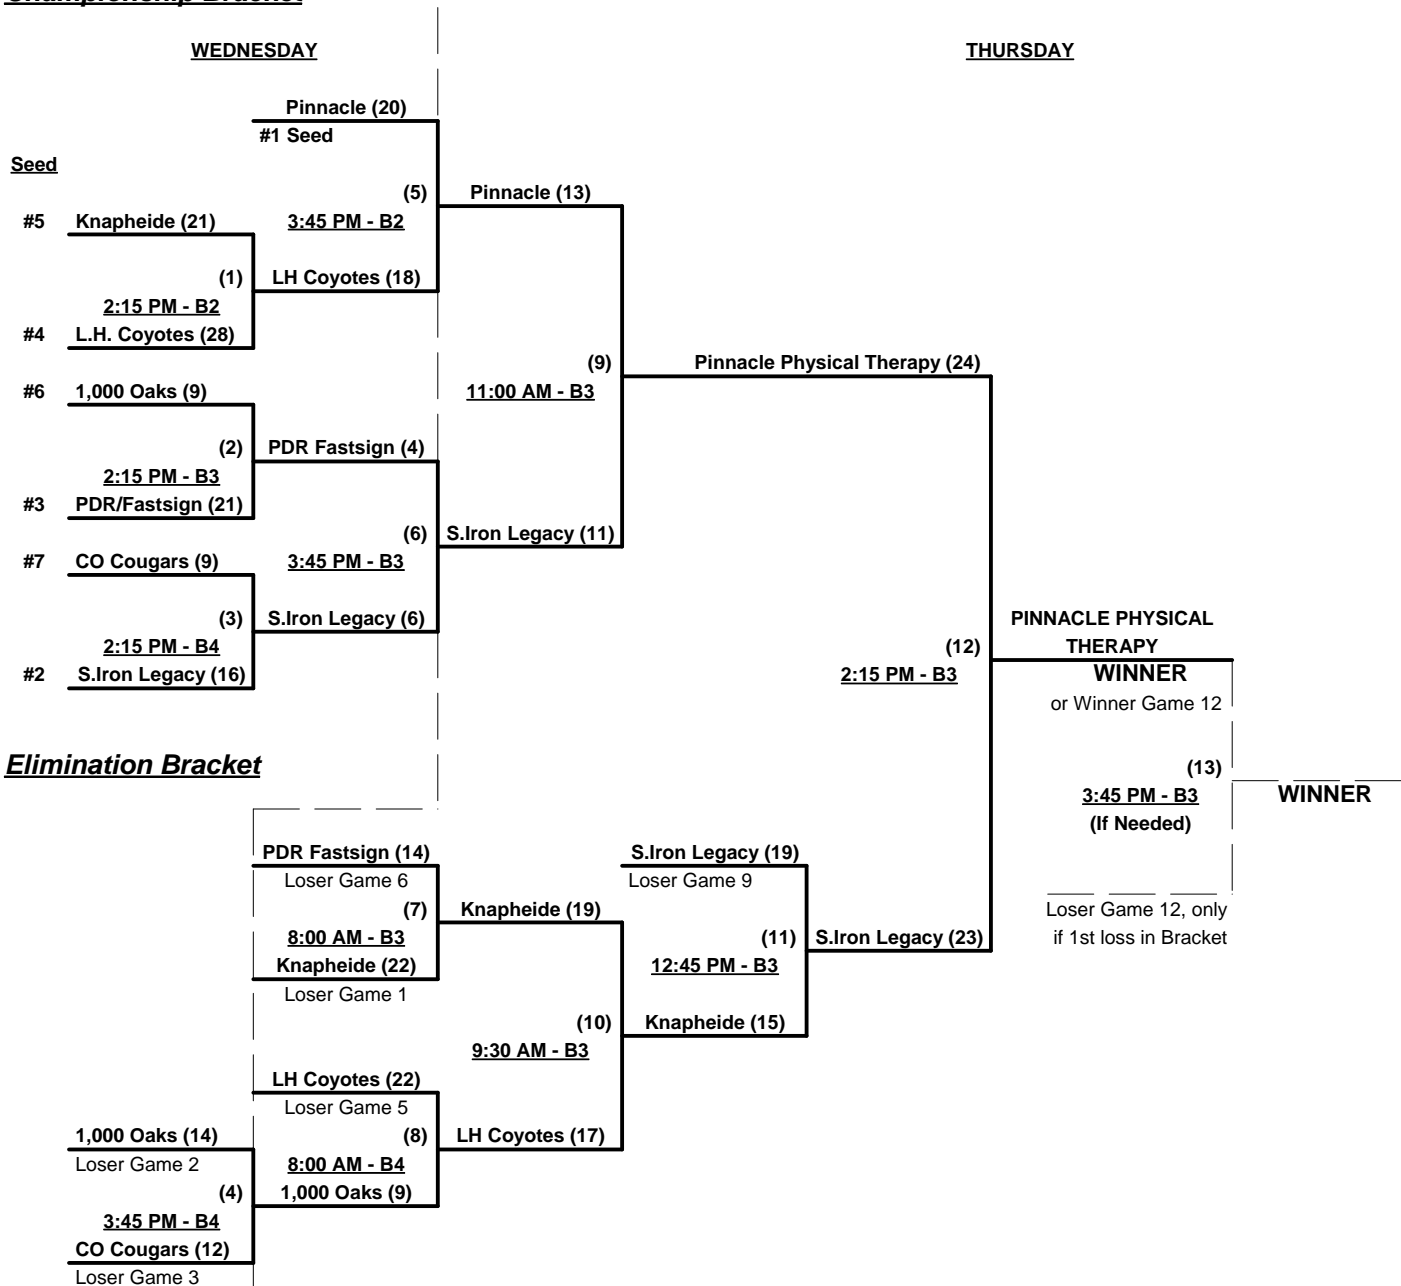 Championship Bracket
WEDNESDAY
THURSDAY
Pinnacle (20)
#1 Seed
Seed
(5)
Pinnacle (13)
#5
Knapheide (21)
3:45 PM - B2
(1)
LH Coyotes (18)
2:15 PM - B2
#4
L.H. Coyotes (28)
(9)
Pinnacle Physical Therapy (24)
#6
1,000 Oaks (9)
11:00 AM - B3
(2)
PDR Fastsign (4)
2:15 PM - B3
#3
PDR/Fastsign (21)
(6)
S.Iron Legacy (11)
#7
CO Cougars (9)
3:45 PM - B3
(3)
S.Iron Legacy (6)
PINNACLE PHYSICAL
2:15 PM - B4
(12)
THERAPY
#2
S.Iron Legacy (16)
2:15 PM - B3
WINNER
or Winner Game 12
Elimination Bracket
(13)
3:45 PM - B3
WINNER
(If Needed)
PDR Fastsign (14)
S.Iron Legacy (19)
Loser Game 6
Loser Game 9
(7)
Knapheide (19)
Loser Game 12, only
8:00 AM - B3
(11)
S.Iron Legacy (23)
if 1st loss in Bracket
Knapheide (22)
12:45 PM - B3
Loser Game 1
(10)
Knapheide (15)
9:30 AM - B3
LH Coyotes (22)
Loser Game 5
1,000 Oaks (14)
(8)
LH Coyotes (17)
Loser Game 2
8:00 AM - B4
(4)
1,000 Oaks (9)
3:45 PM - B4
CO Cougars (12)
Loser Game 3